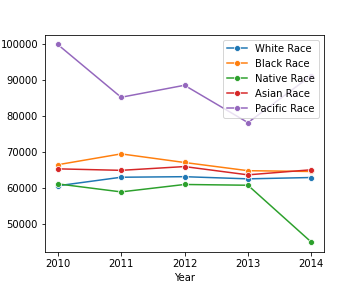 100000
90000
80000
70000
60000
50000
2010
2011
2012
2013
2014
Year
White Race
Black Race
Native Race
Asian Race
Pacific Race